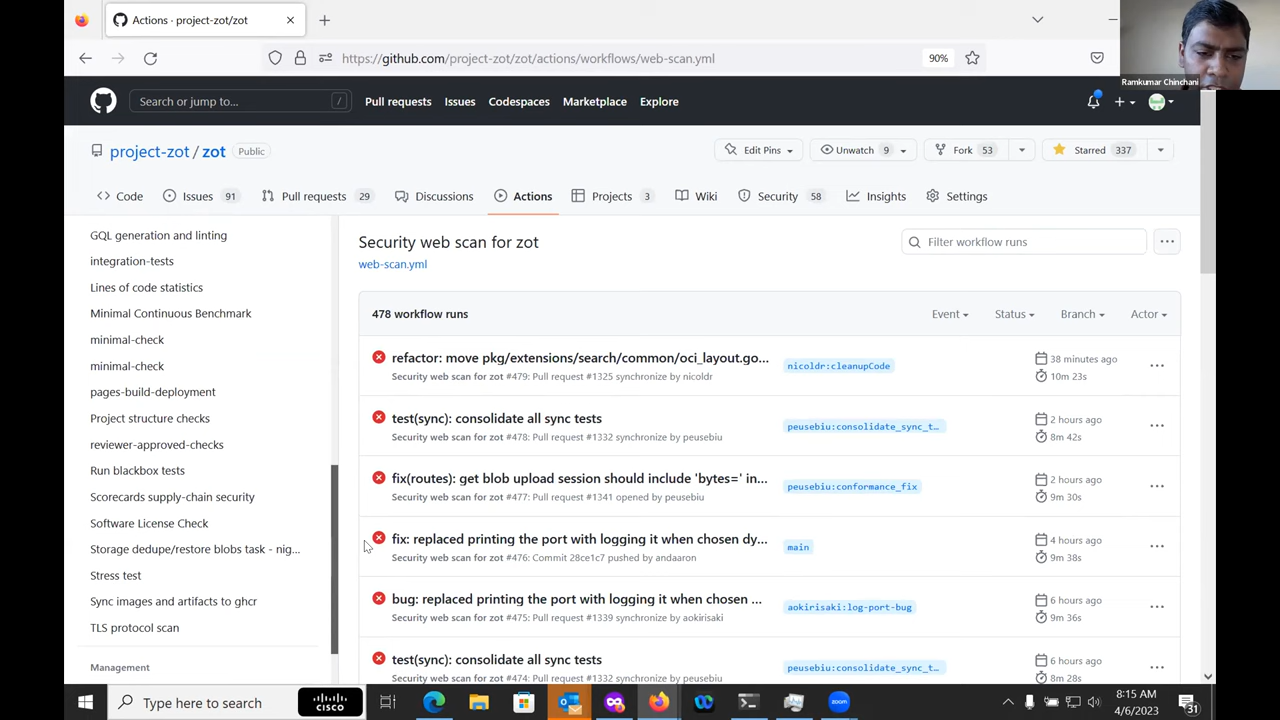 Actions · project-zot/zot
https://github.com/project-zot/zot/actions/workflows/web-scan.yml
90%
Ramkumar Chinchani
Search or jump to...
/
Pull requests
Issues
Codespaces
Marketplace
Explore
project-zot / zot
Public
Edit Pins
Unwatch 9
Fork 53
Starred 337
Code
Issues 91
Pull requests 29
Discussions
Actions
Projects 3
Wiki
Security 58
Insights
Settings
GQL generation and linting
integration-tests
Lines of code statistics
Minimal Continuous Benchmark
minimal-check
minimal-check
pages-build-deployment
Project structure checks
reviewer-approved-checks
Run blackbox tests
Scorecards supply-chain security
Software License Check
Storage dedupe/restore blobs task - nig...
Stress test
Sync images and artifacts to ghcr
TLS protocol scan
Management
Security web scan for zot
web-scan.yml
Filter workflow runs
478 workflow runs
Event
Status
Branch
Actor
refactor: move pkg/extensions/search/common/oci_layout.go...
Security web scan for zot #479: Pull request #1325 synchronize by nicoldr
nicoldr:cleanupCode
38 minutes ago
10m 23s
test(sync): consolidate all sync tests
Security web scan for zot #478: Pull request #1332 synchronize by peusebiu
peusebiu:consolidate_sync_t...
2 hours ago
8m 42s
fix(routes): get blob upload session should include 'bytes=' in...
Security web scan for zot #477: Pull request #1341 opened by peusebiu
peusebiu:conformance_fix
2 hours ago
9m 30s
fix: replaced printing the port with logging it when chosen dy...
Security web scan for zot #476: Commit 28ce1c7 pushed by andaaron
main
4 hours ago
9m 38s
bug: replaced printing the port with logging it when chosen ...
Security web scan for zot #475: Pull request #1339 synchronize by aokirisaki
aokirisaki:log-port-bug
6 hours ago
9m 36s
test(sync): consolidate all sync tests
Security web scan for zot #474: Pull request #1332 synchronize by peusebiu
peusebiu:consolidate_sync_t...
6 hours ago
8m 28s
Type here to search
cisco
8:15 AM
4/6/2023
31